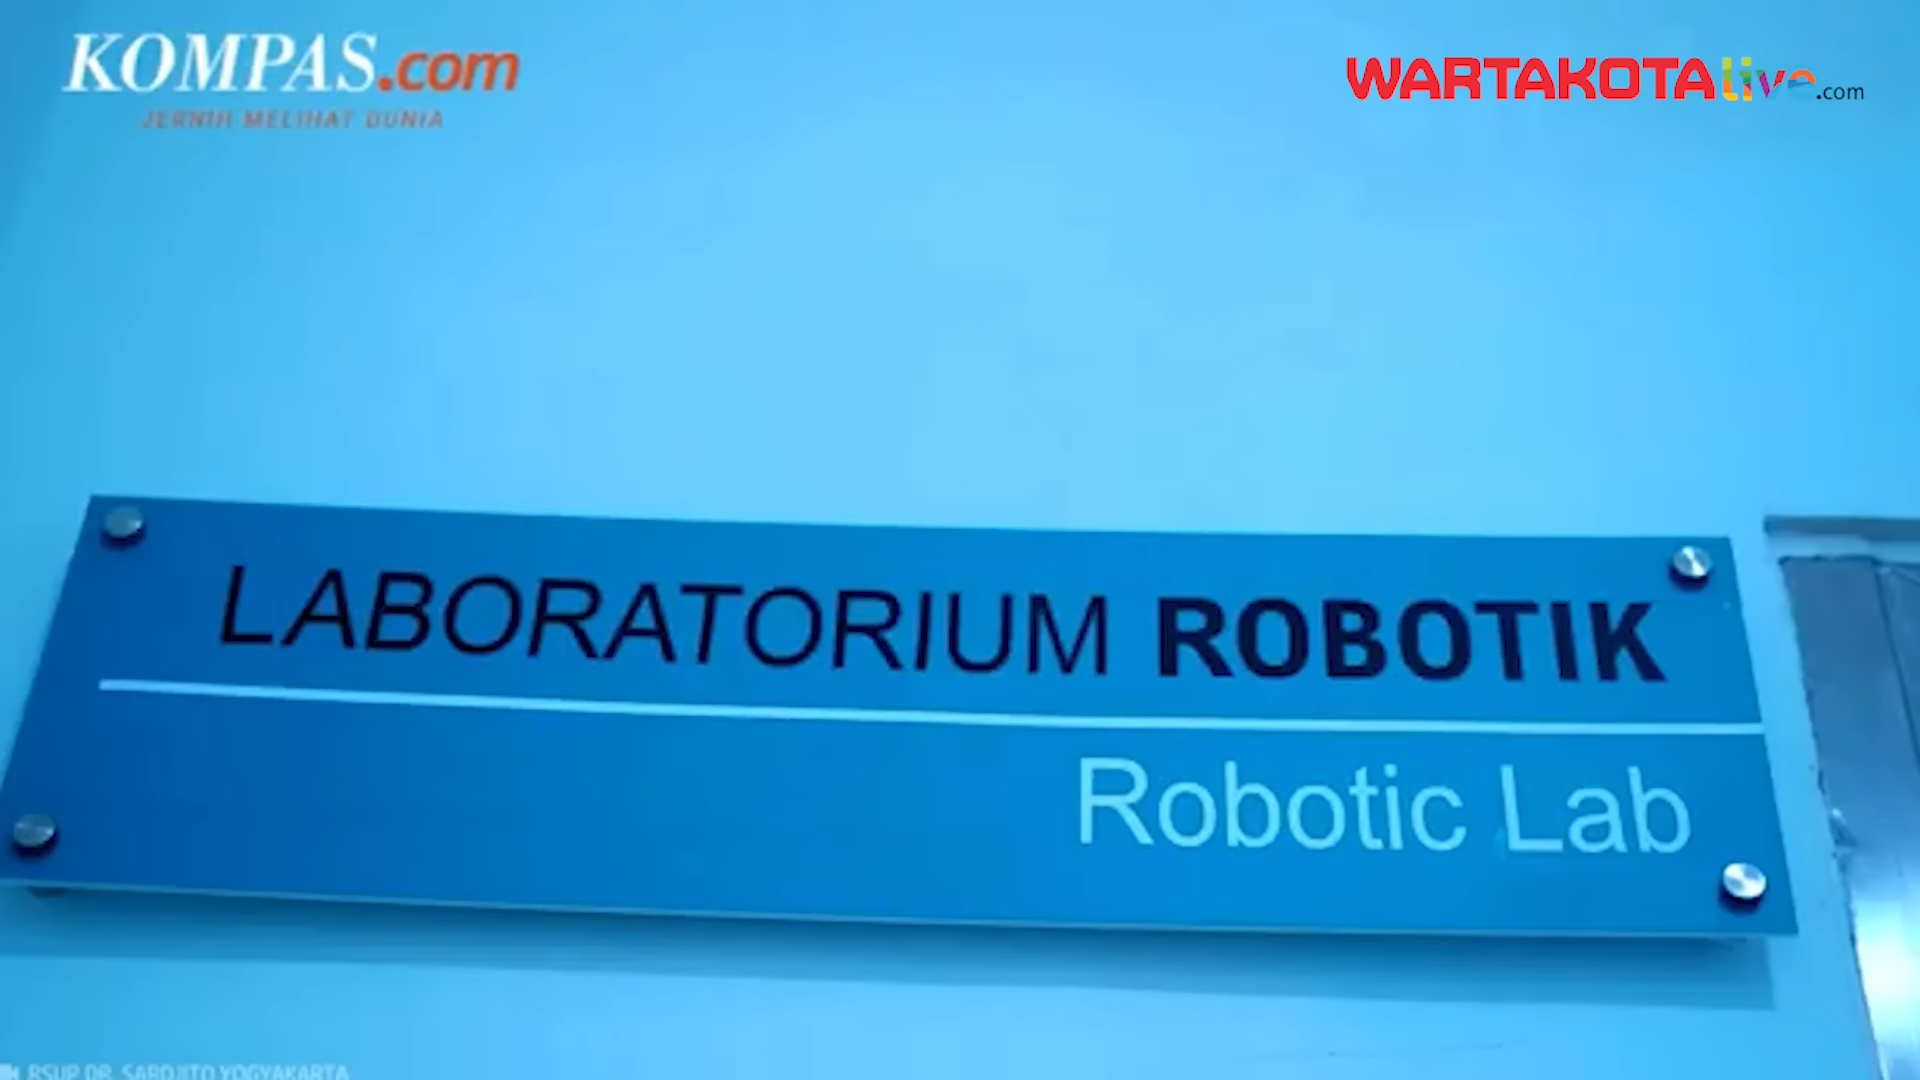 KOMPAS.com
JERNIH MELIHAT DUNIA
WARTAKOTAlive.com
LABORATORIUM ROBOTIK
Robotic Lab
RSUP DR. SARDJITO YOGYAKARTA